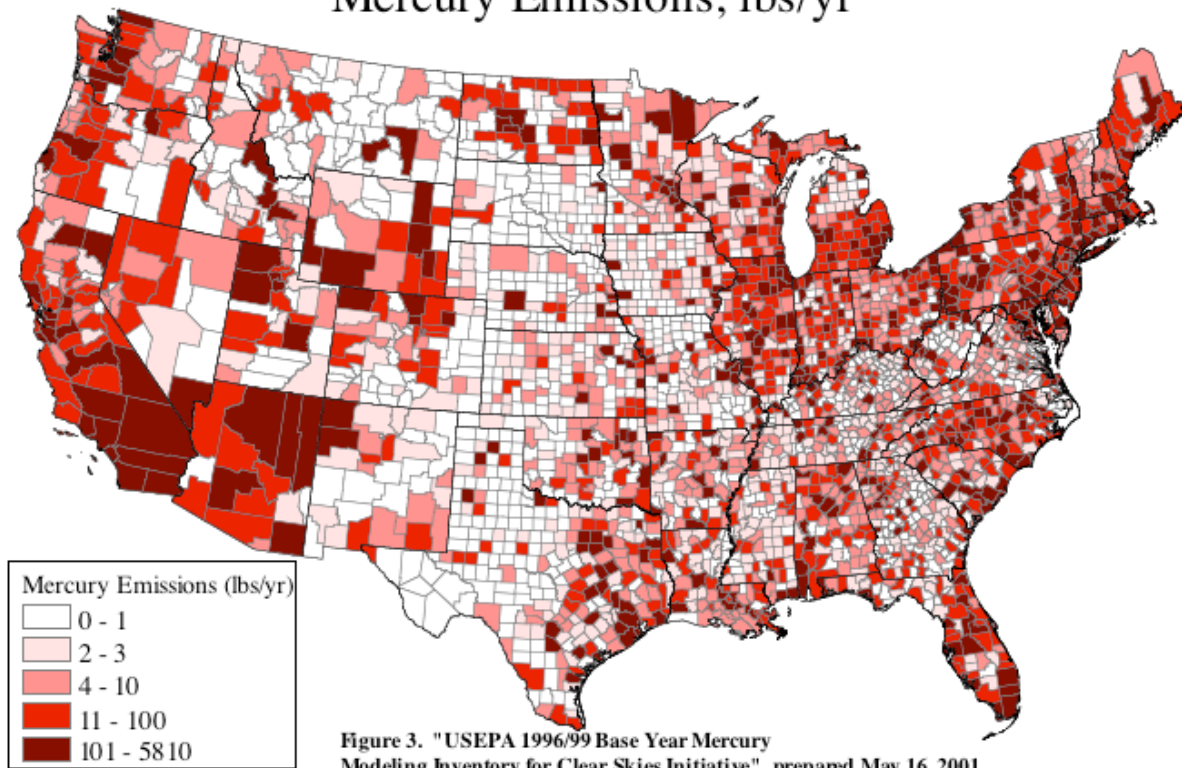 Mercury Emissions, lbs/yr
Mercury Emissions (lbs/yr)
0 - 1
2 - 3
4 - 10
11 - 100
101 - 5810
Figure 3. "USEPA 1996/99 Base Year Mercury
Modeling Inventory for Clear Skies Initiative", prepared May 16, 2001